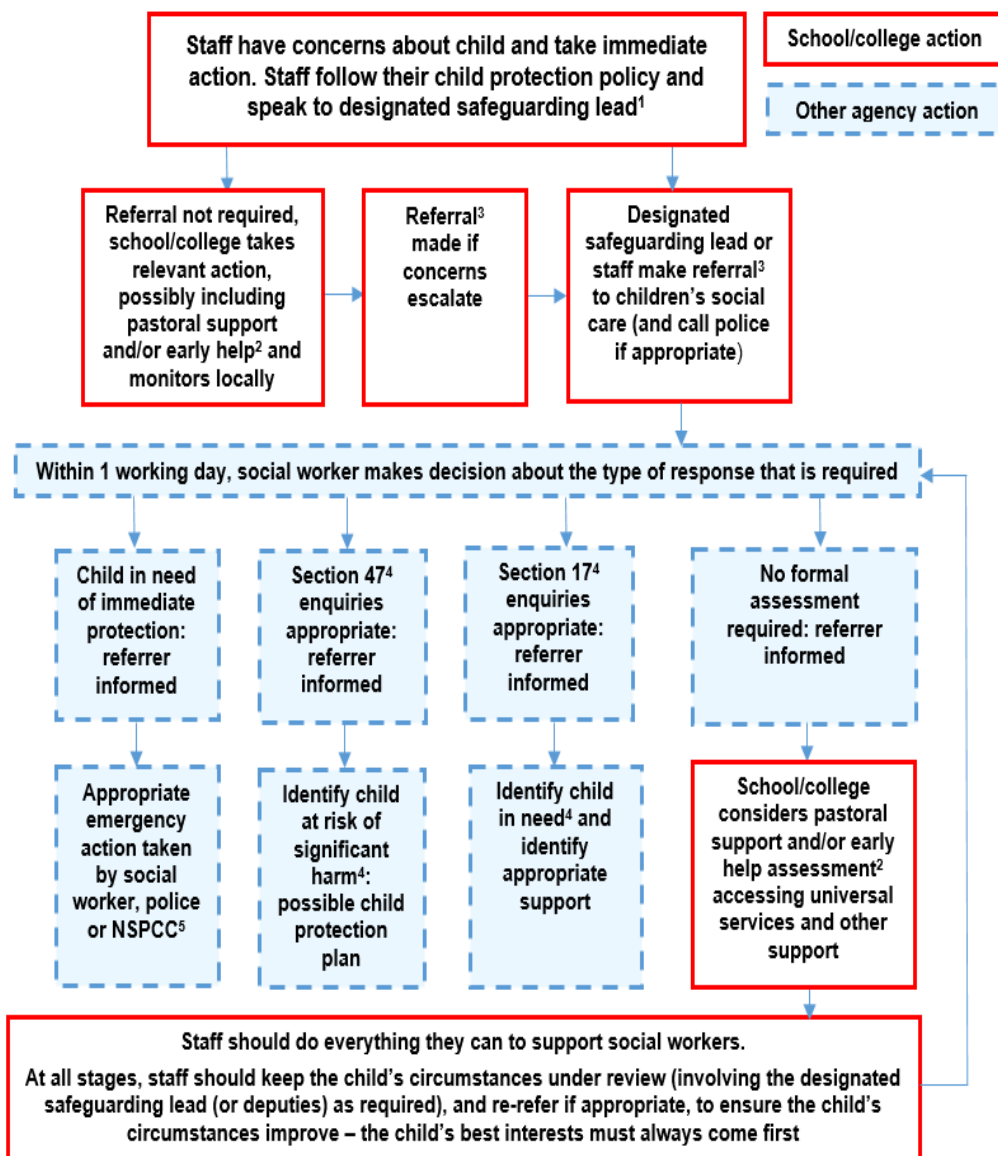 Staff have concerns about child and take immediate
action. Staff follow their child protection policy and
speak to designated safeguarding lead¹
School/college action
Other agency action
Referral not required,
school/college takes
relevant action,
possibly including
pastoral support
and/or early help² and
monitors locally
Referral³
made if
concerns
escalate
Designated
safeguarding lead or
staff make referral³
to children’s social
care (and call police
if appropriate)
Within 1 working day, social worker makes decision about the type of response that is required
Child in need
of immediate
protection:
referrer
informed
Section 47⁴
enquiries
appropriate:
referrer
informed
Section 17⁴
enquiries
appropriate:
referrer
informed
No formal
assessment
required: referrer
informed
Appropriate
emergency
action taken
by social
worker, police
or NSPCC⁵
Identify child
at risk of
significant
harm⁴:
possible child
protection
plan
Identify child
in need⁴ and
identify
appropriate
support
School/college
considers pastoral
support and/or early
help assessment²
accessing universal
services and other
support
Staff should do everything they can to support social workers.
At all stages, staff should keep the child’s circumstances under review (involving the designated
safeguarding lead (or deputies) as required), and re-refer if appropriate, to ensure the child’s
circumstances improve – the child’s best interests must always come first